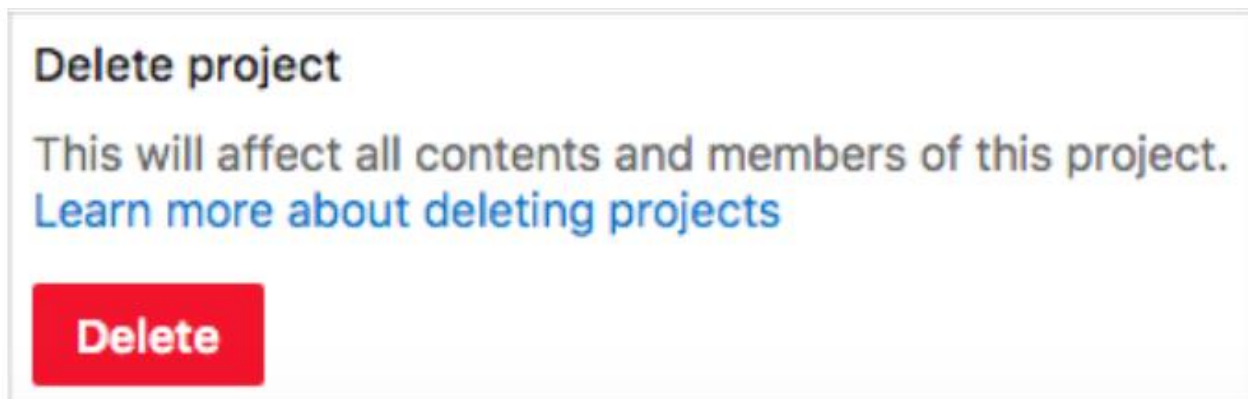 Delete project
This will affect all contents and members of this project.
Learn more about deleting projects
Delete